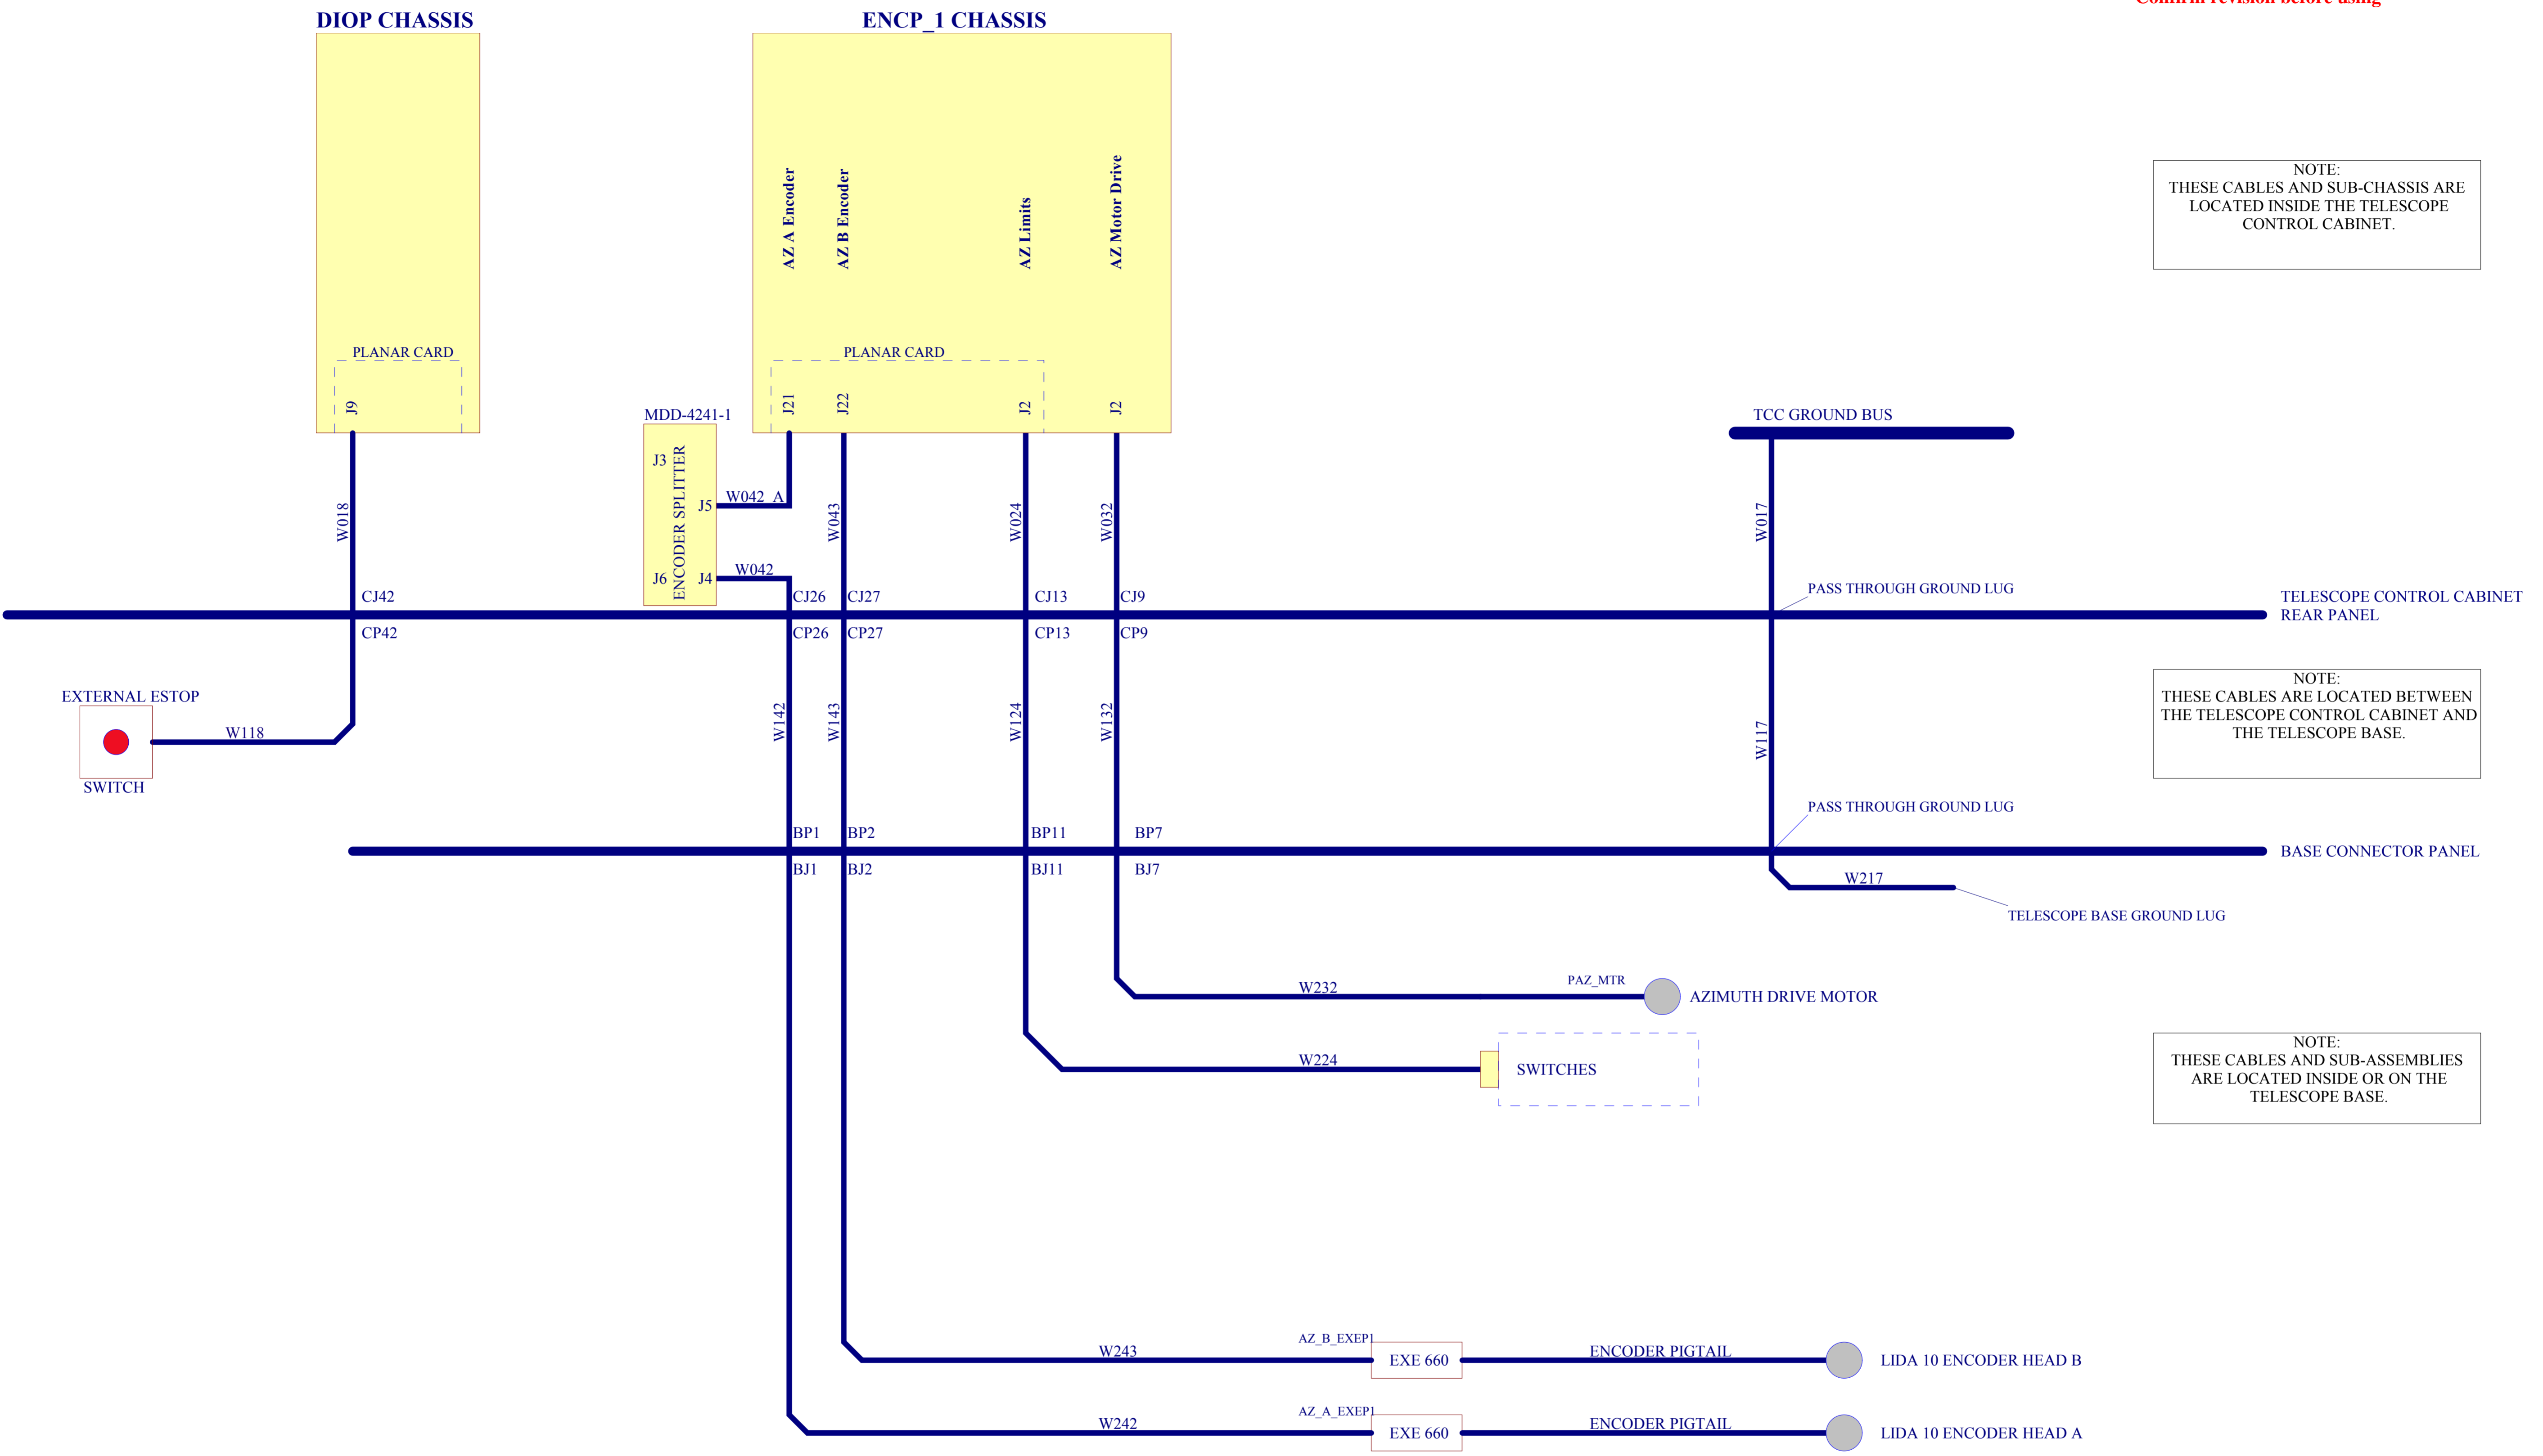 Confirm revision before using
DIOP CHASSIS
ENCP_1 CHASSIS
AZ A Encoder
AZ B Encoder
AZ Limits
AZ Motor Drive
NOTE:
THESE CABLES AND SUB-CHASSIS ARE
LOCATED INSIDE THE TELESCOPE
CONTROL CABINET.
PLANAR CARD
PLANAR CARD
J9
J21
J22
J2
J2
MDD-4241-1
TCC GROUND BUS
J3
ENCODER SPLITTER
J5
W042_A
W018
W043
W024
W032
W017
J6
J4
W042
CJ42
CJ26
CJ27
CJ13
CJ9
PASS THROUGH GROUND LUG
TELESCOPE CONTROL CABINET
REAR PANEL
CP42
CP26
CP27
CP13
CP9
EXTERNAL ESTOP
W118
SWITCH
W142
W143
W124
W132
W117
NOTE:
THESE CABLES ARE LOCATED BETWEEN
THE TELESCOPE CONTROL CABINET AND
THE TELESCOPE BASE.
PASS THROUGH GROUND LUG
BP1
BP2
BP11
BP7
BASE CONNECTOR PANEL
BJ1
BJ2
BJ11
BJ7
W217
TELESCOPE BASE GROUND LUG
W232
PAZ_MTR
AZIMUTH DRIVE MOTOR
W224
SWITCHES
NOTE:
THESE CABLES AND SUB-ASSEMBLIES
ARE LOCATED INSIDE OR ON THE
TELESCOPE BASE.
W243
AZ_B_EXEP1
EXE 660
ENCODER PIGTAIL
LIDA 10 ENCODER HEAD B
W242
AZ_A_EXEP1
EXE 660
ENCODER PIGTAIL
LIDA 10 ENCODER HEAD A